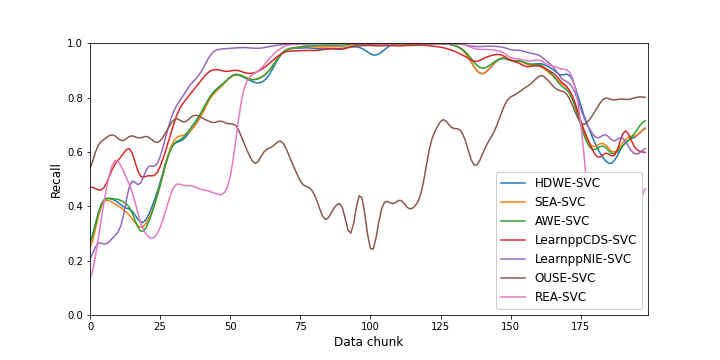 1.0
0.8
0.6
0.4
0.2
0.0
Recall
0 25 50 75 100 125 150 175
Data chunk
HDWE-SVC
SEA-SVC
AWE-SVC
LearnppCDS-SVC
LearnppNIE-SVC
OUSE-SVC
REA-SVC